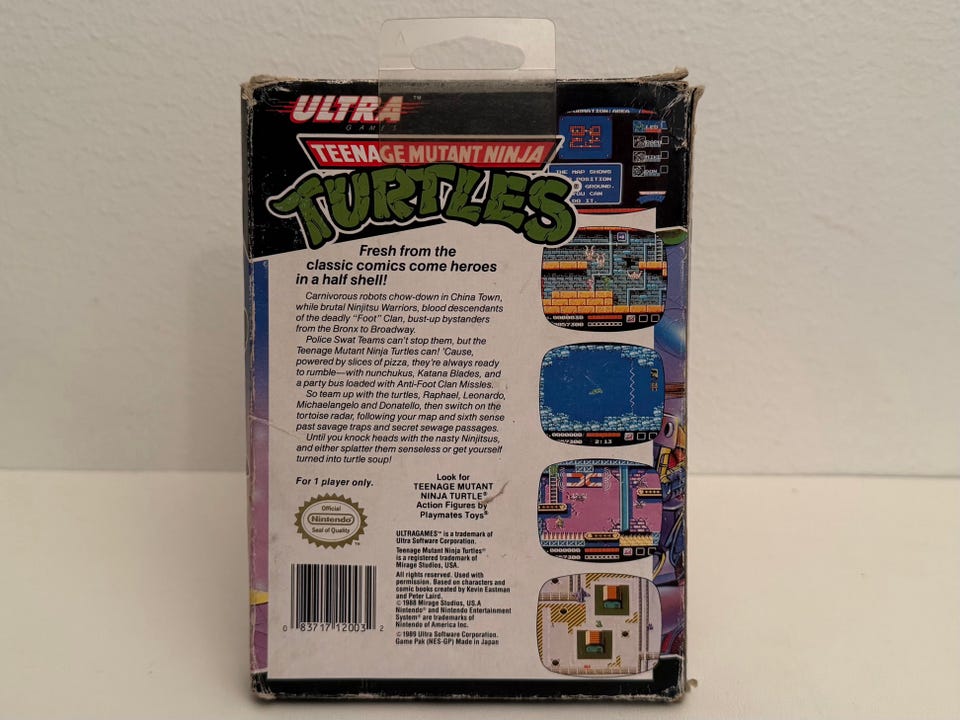 ULTRA™
GAMES
TEENAGE MUTANT NINJA
TURTLES®
Fresh from the
classic comics come heroes
in a half shell!
Carnivorous robots chow-down in China Town,
while brutal Ninjitsu Warriors, blood descendants
of the deadly "Foot" Clan, bust-up bystanders
from the Bronx to Broadway.
Police Swat Teams can't stop them, but the
Teenage Mutant Ninja Turtles can! 'Cause,
powered by slices of pizza, they're always ready
to rumble—with nunchukus, Katana Blades, and
a party bus loaded with Anti-Foot Clan Missles.
So team up with the turtles, Raphael, Leonardo,
Michaelangelo and Donatello, then switch on the
tortoise radar, following your map and sixth sense
past savage traps and secret sewage passages.
Until you knock heads with the nasty Ninjitsus,
and either splatter them senseless or get yourself
turned into turtle soup!
For 1 player only.
Official
Nintendo®
Seal of Quality
™
Look for
TEENAGE MUTANT
NINJA TURTLE®
Action Figures by
Playmates Toys®
ULTRAGAMES™ is a trademark of
Ultra Software Corporation.
Teenage Mutant Ninja Turtles®
is a registered trademark of
Mirage Studios, USA.
All rights reserved. Used with
permission. Based on characters and
comic books created by Kevin Eastman
and Peter Laird.
© 1988 Mirage Studios, US.A
Nintendo® and Nintendo Entertainment
System® are trademarks of
Nintendo of America Inc.
© 1989 Ultra Software Corporation.
Game Pak (NES-GP) Made in Japan
0 83717 12003 2
THE MAP SHOWS
POSITION
GROUND.
YOU CAN
DO IT.
LEO
MIKE
DON
0000000
2:13
0000000